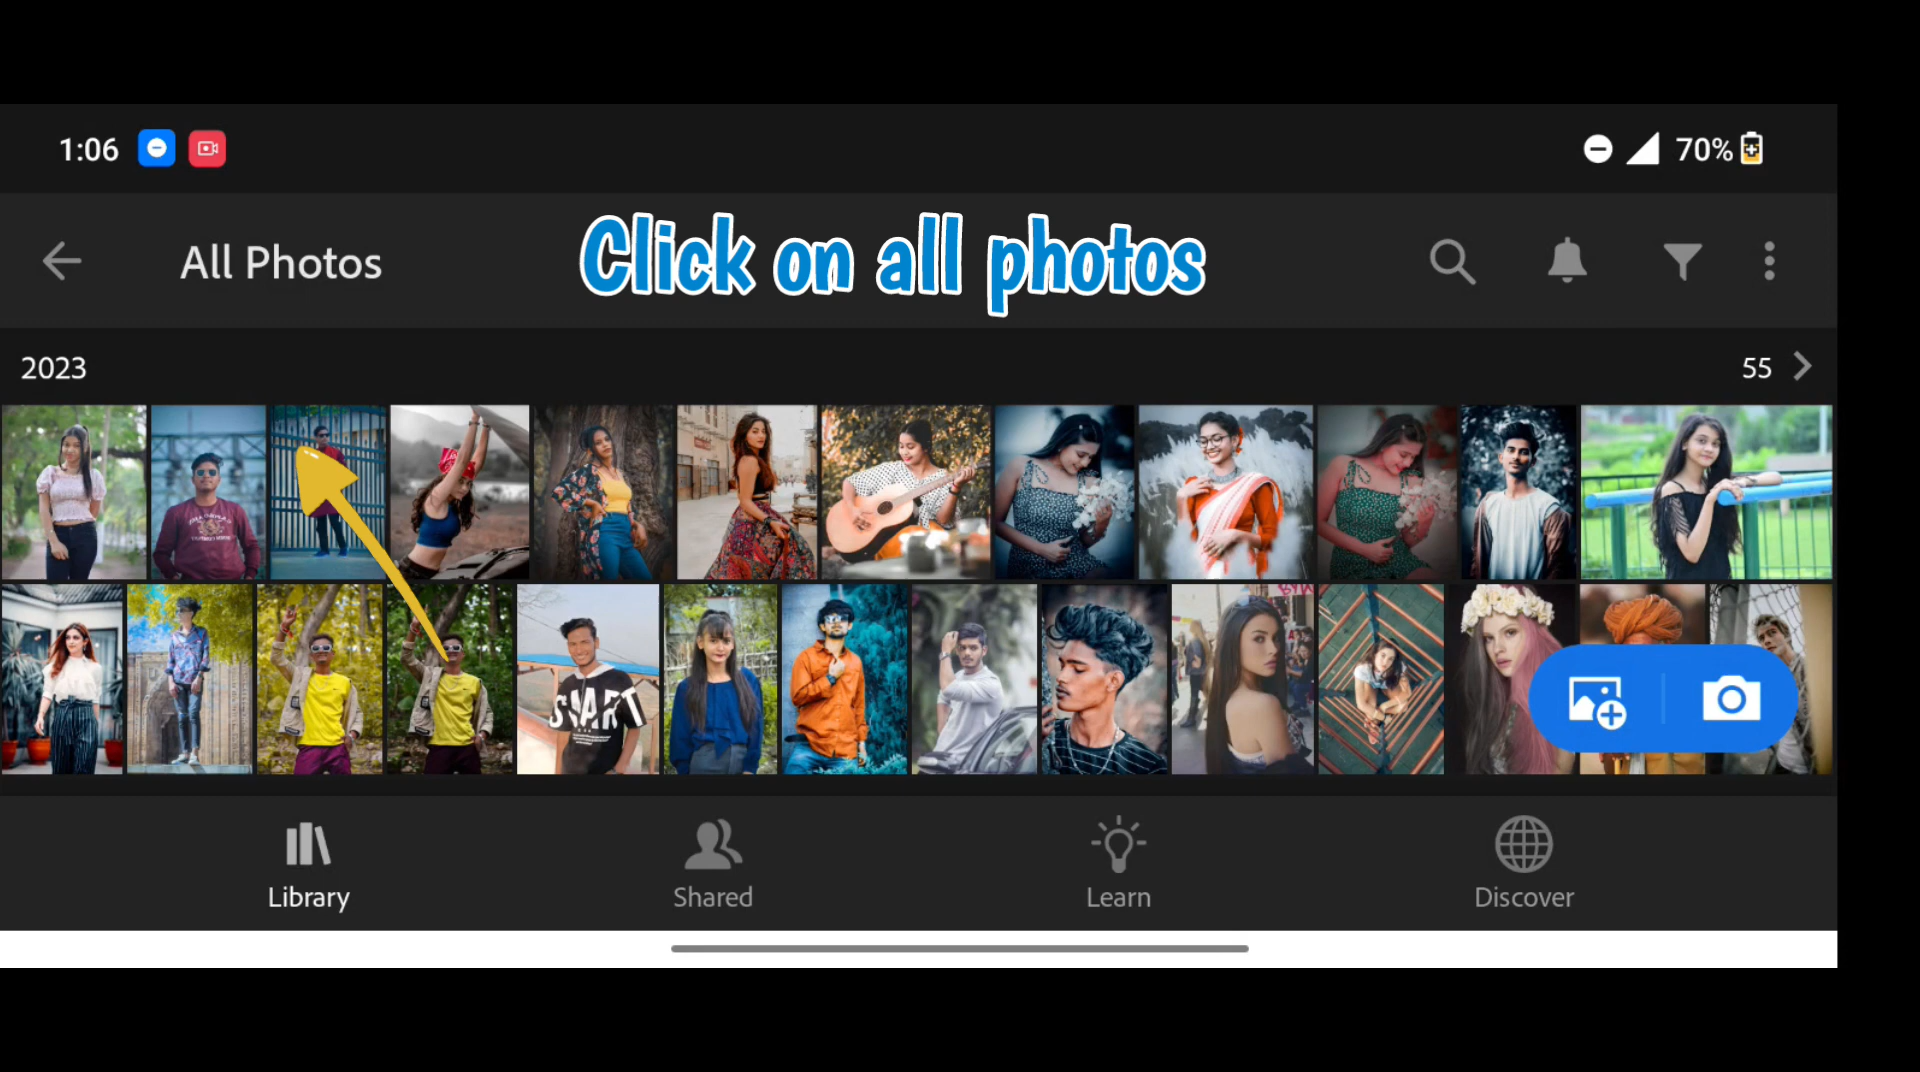 1:06
70%
All Photos
Click on all photos
2023
55
Library
Shared
Learn
Discover